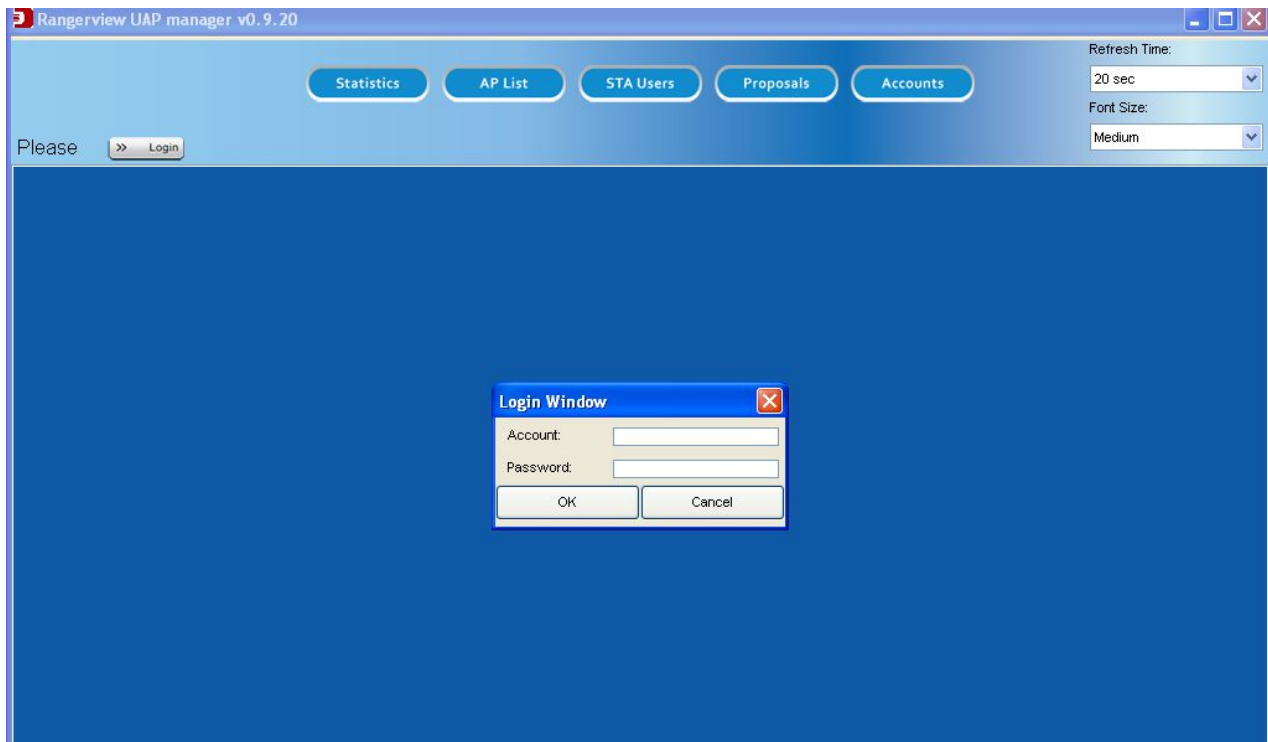 Rangerview UAP manager v0.9.20
Refresh Time:
Statistics AP List STA Users Proposals Accounts
20 sec
Font Size:
Please >> Login
Medium
Login Window
Account:
Password:
OK Cancel